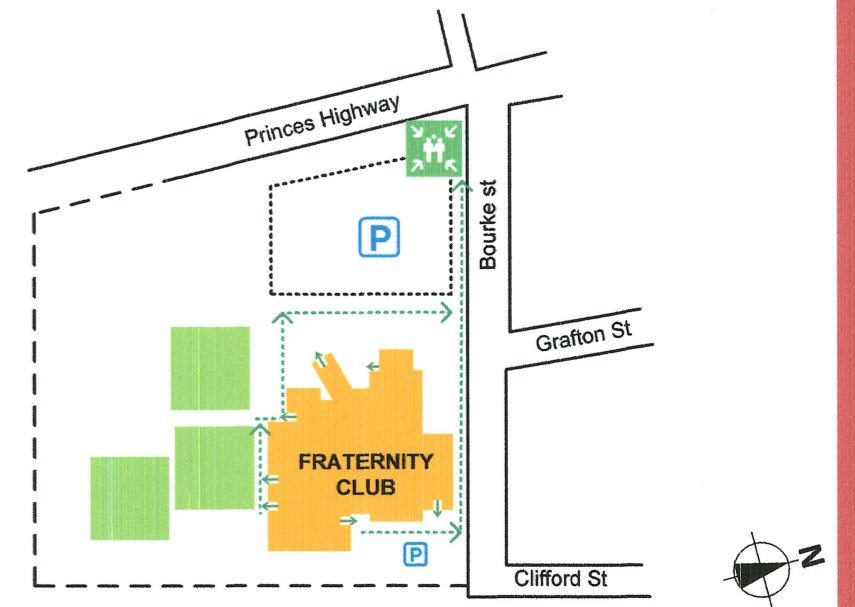 Princes Highway
Bourke st
P
Grafton St
FRATERNITY
CLUB
P
Clifford St
N